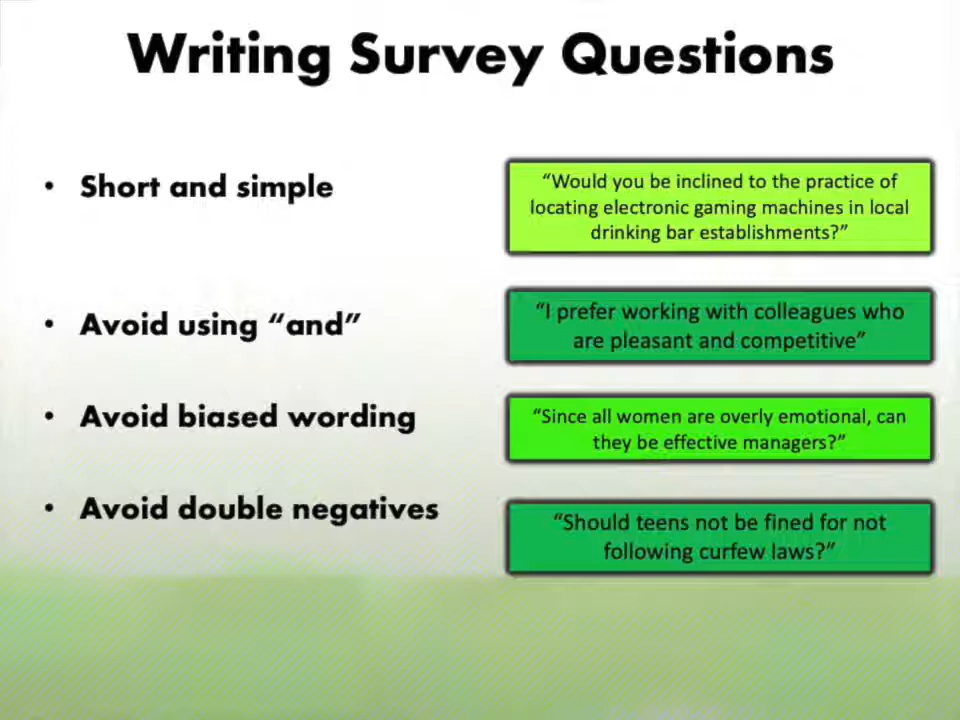 Writing Survey Questions
• Short and simple
“Would you be inclined to the practice of
locating electronic gaming machines in local
drinking bar establishments?”
• Avoid using “and”
“I prefer working with colleagues who
are pleasant and competitive”
• Avoid biased wording
“Since all women are overly emotional, can
they be effective managers?”
• Avoid double negatives
“Should teens not be fined for not
following curfew laws?”